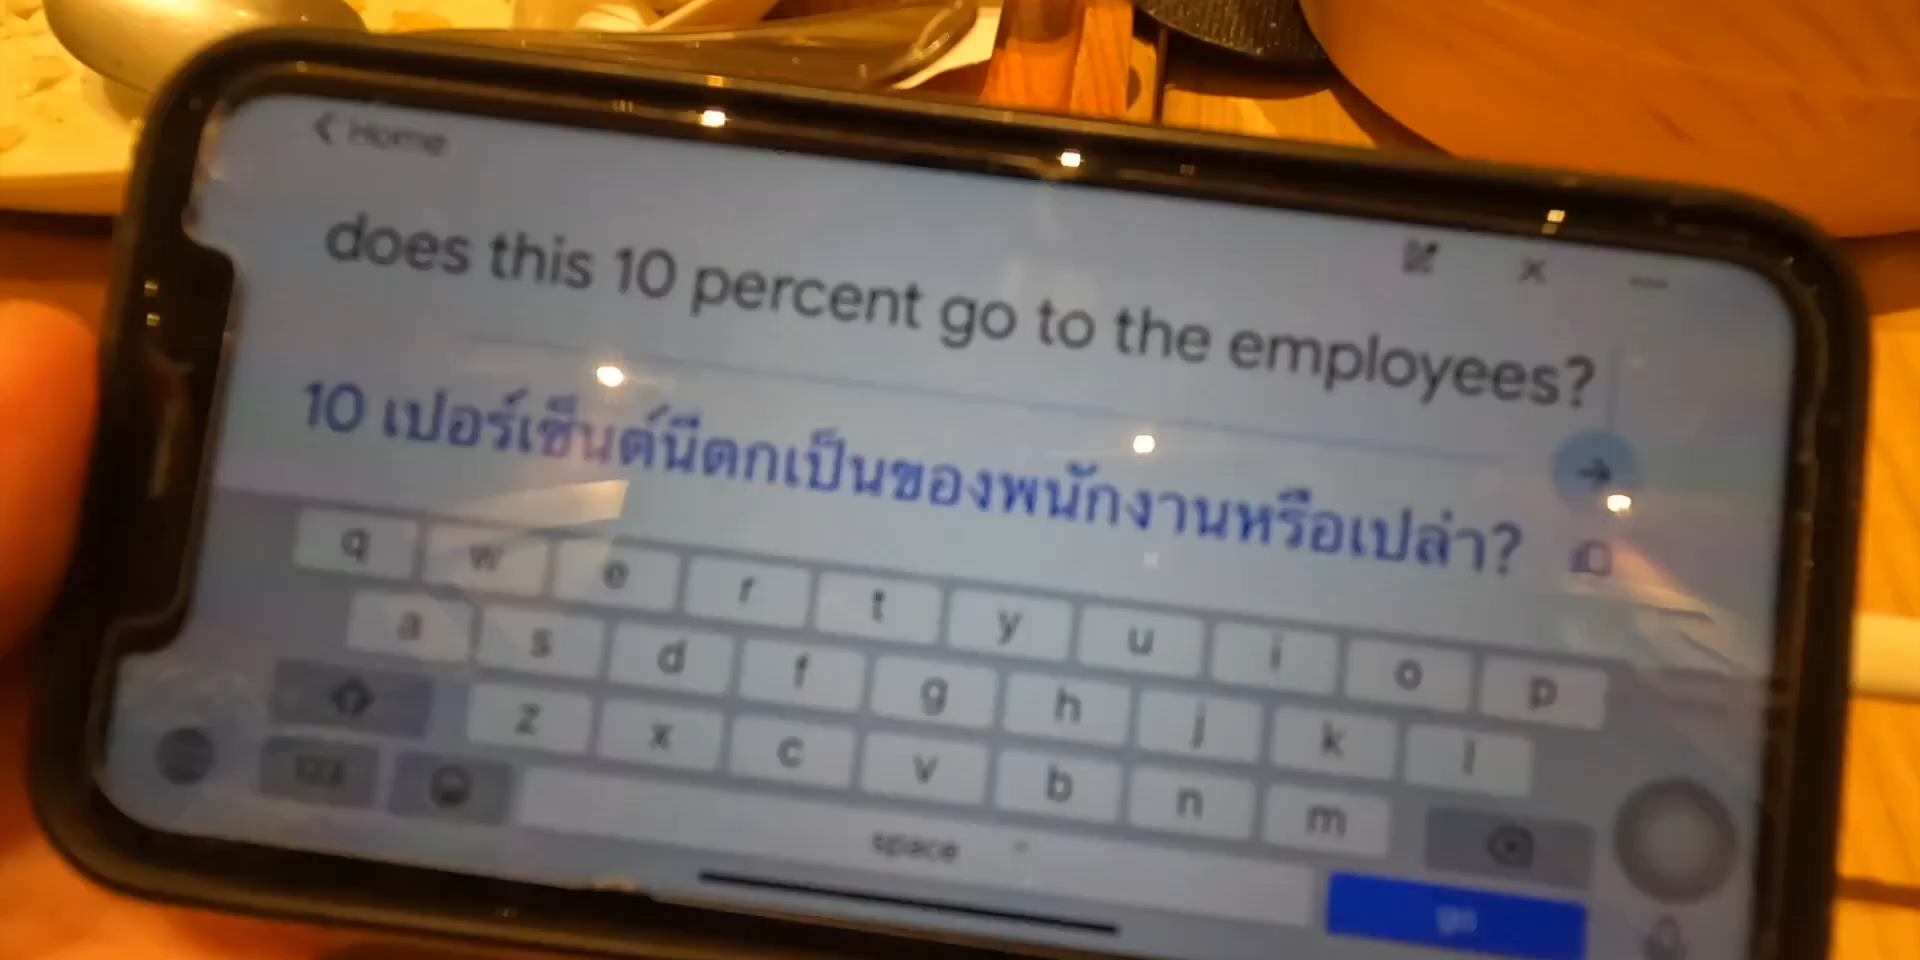 Home
does this 10 percent go to the employees?
10 เปอร์เซ็นต์นี้ตกเป็นของพนักงานหรือเปล่า?
q w e r t y u i o p
a s d f g h j k l
z x c v b n m
123
space
go